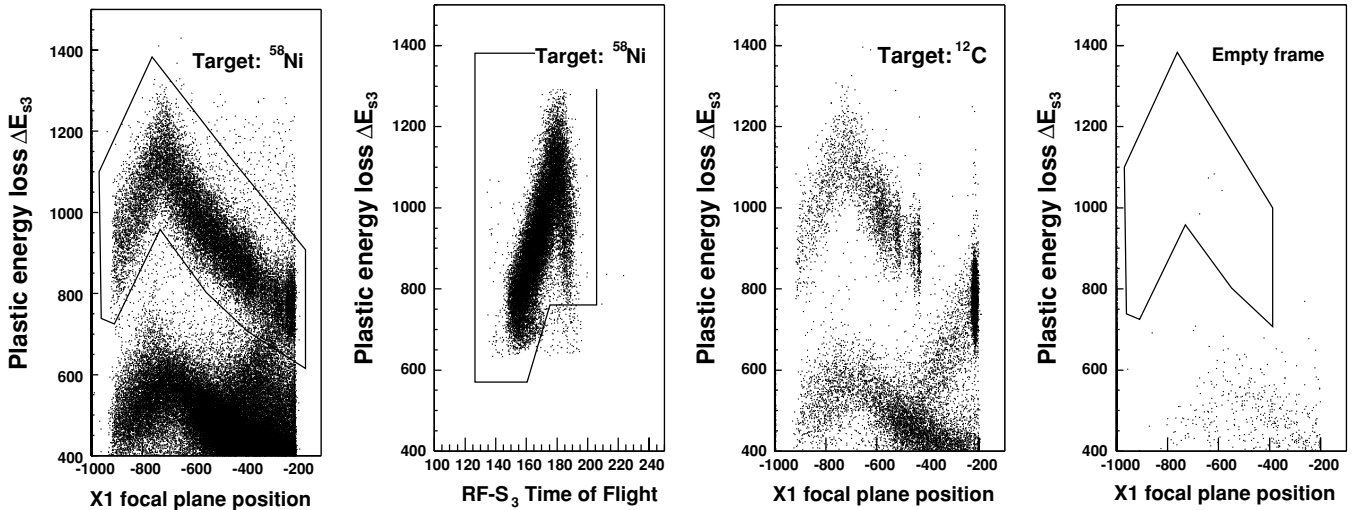 Plastic energy loss ΔE_s3
1400
1200
1000
800
600
400
-1000 -800 -600 -400 -200
X1 focal plane position
Target: ⁵⁸Ni
Plastic energy loss ΔE_s3
1400
1200
1000
800
600
400
100 120 140 160 180 200 220 240
RF-S₃ Time of Flight
Target: ⁵⁸Ni
Plastic energy loss ΔE_s3
1400
1200
1000
800
600
400
-1000 -800 -600 -400 -200
X1 focal plane position
Target: ¹²C
Plastic energy loss ΔE_s3
1400
1200
1000
800
600
400
-1000 -800 -600 -400 -200
X1 focal plane position
Empty frame